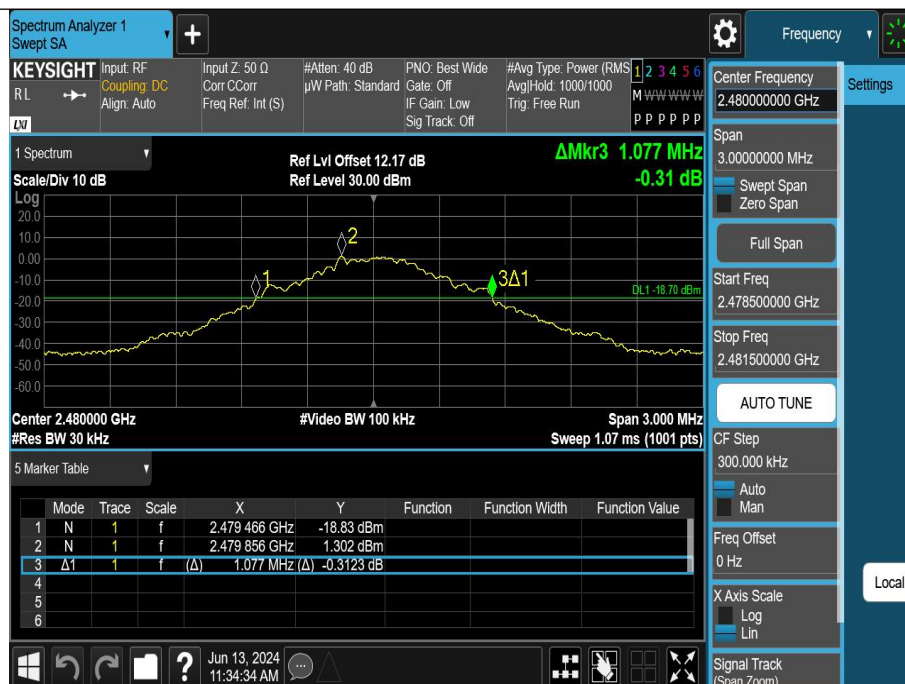 Spectrum Analyzer 1
Swept SA
+
Frequency
KEYSIGHT
RL
LXI
Input: RF
Coupling: DC
Align: Auto
Input Z: 50 Ω
Corr CCorr
Freq Ref: Int (S)
#Atten: 40 dB
µW Path: Standard
PNO: Best Wide
Gate: Off
IF Gain: Low
Sig Track: Off
#Avg Type: Power (RMS
Avg|Hold: 1000/1000
Trig: Free Run
1 2 3 4 5 6
M W W W W W
P P P P P P
1 Spectrum
Scale/Div 10 dB
Ref Lvl Offset 12.17 dB
Ref Level 30.00 dBm
ΔMkr3 1.077 MHz
-0.31 dB
Log
20.0
10.0
0.00
-10.0
-20.0
-30.0
-40.0
-50.0
-60.0
1
2
3Δ1
DL1 -18.70 dBm
Center 2.480000 GHz
#Video BW 100 kHz
Span 3.000 MHz
#Res BW 30 kHz
Sweep 1.07 ms (1001 pts)
5 Marker Table
Mode Trace Scale X Y Function Function Width Function Value
1 N 1 f 2.479 466 GHz -18.83 dBm
2 N 1 f 2.479 856 GHz 1.302 dBm
3 Δ1 1 f (Δ) 1.077 MHz (Δ) -0.3123 dB
4
5
6
?
Jun 13, 2024
11:34:34 AM
Center Frequency
2.480000000 GHz
Span
3.00000000 MHz
Swept Span
Zero Span
Full Span
Start Freq
2.478500000 GHz
Stop Freq
2.481500000 GHz
AUTO TUNE
CF Step
300.000 kHz
Auto
Man
Freq Offset
0 Hz
X Axis Scale
Log
Lin
Signal Track
(Span Zoom)
Settings
Local